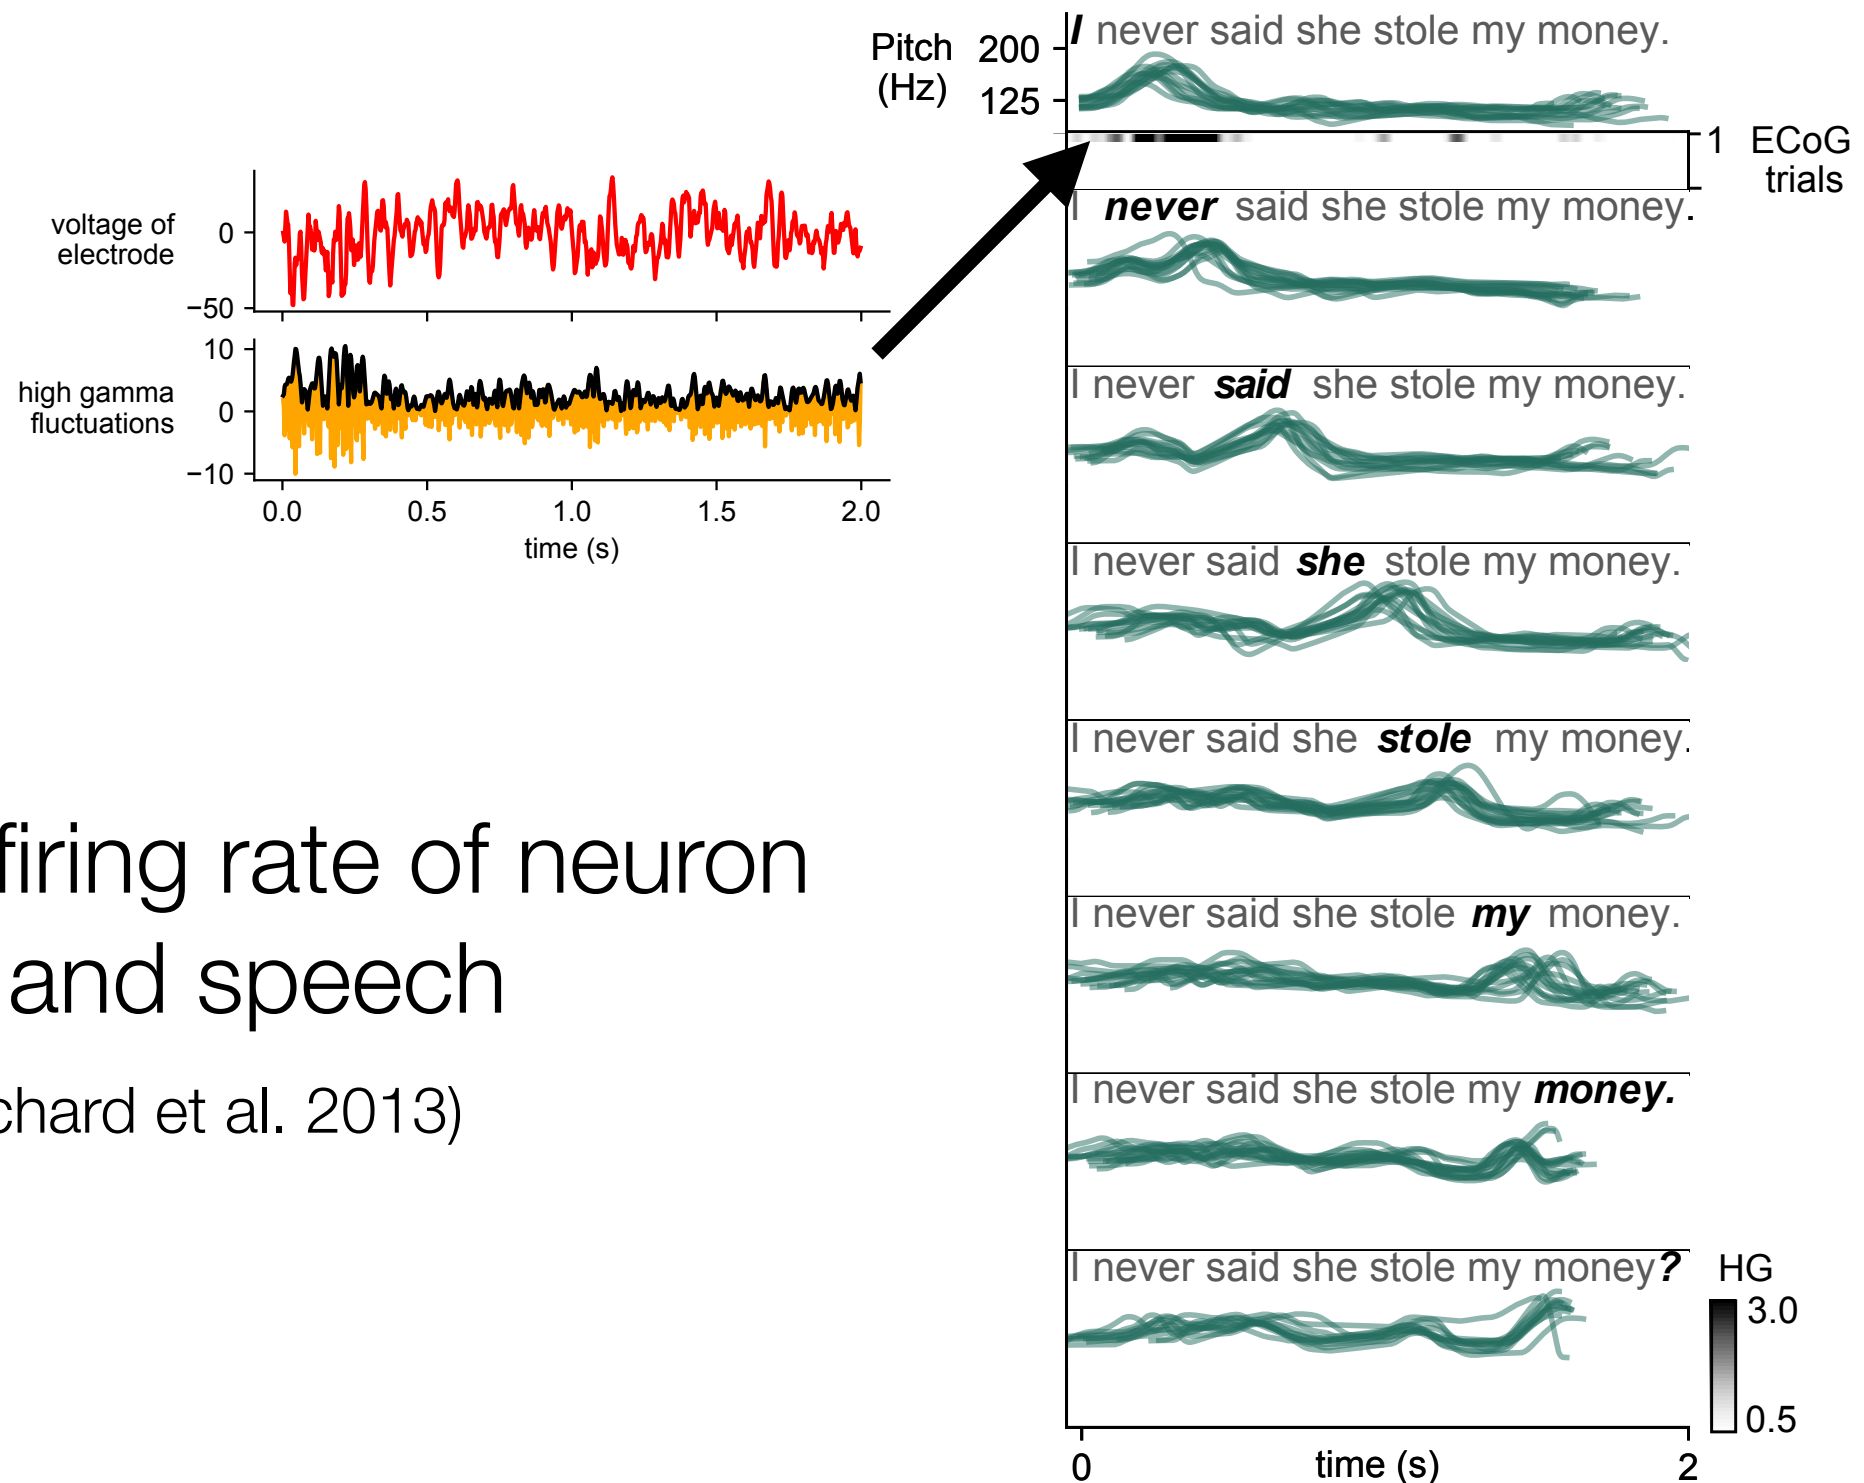 voltage of
electrode
0
−50
high gamma
fluctuations
10
0
−10
0.0 0.5 1.0 1.5 2.0
time (s)
firing rate of neuron
and speech
chard et al. 2013)
Pitch
(Hz)
200
125
I never said she stole my money.
1 ECoG
trials
I never said she stole my money.
I never said she stole my money.
I never said she stole my money.
I never said she stole my money.
I never said she stole my money.
I never said she stole my money.
I never said she stole my money?
HG
3.0
0.5
0 time (s) 2